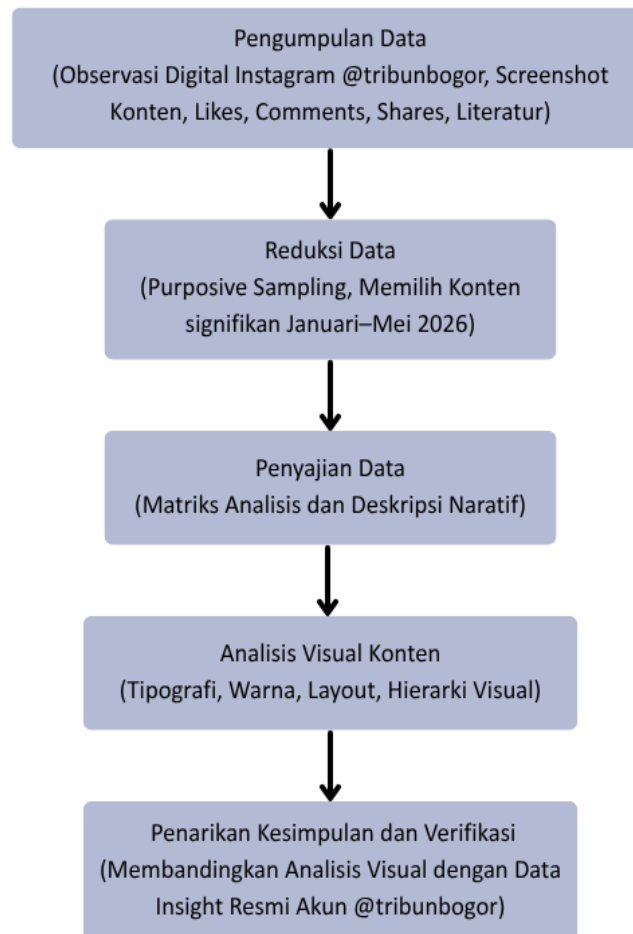 Pengumpulan Data
(Observasi Digital Instagram @tribunbogor, Screenshot
Konten, Likes, Comments, Shares, Literatur)
Reduksi Data
(Purposive Sampling, Memilih Konten
signifikan Januari–Mei 2026)
Penyajian Data
(Matriks Analisis dan Deskripsi Naratif)
Analisis Visual Konten
(Tipografi, Warna, Layout, Hierarki Visual)
Penarikan Kesimpulan dan Verifikasi
(Membandingkan Analisis Visual dengan Data
Insight Resmi Akun @tribunbogor)